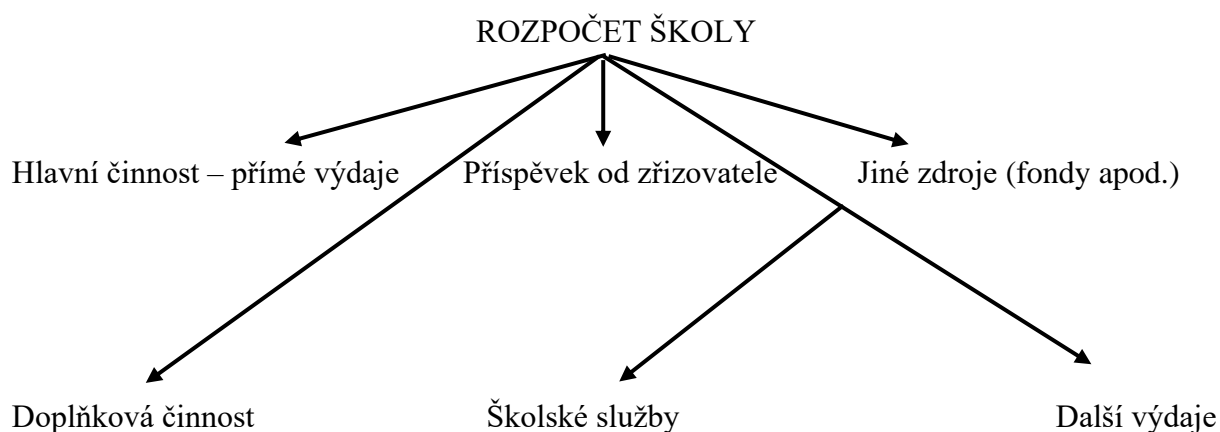 ROZPOČET ŠKOLY
Hlavní činnost – přímé výdaje Příspěvek od zřizovatele Jiné zdroje (fondy apod.)
Doplňková činnost Školské služby Další výdaje